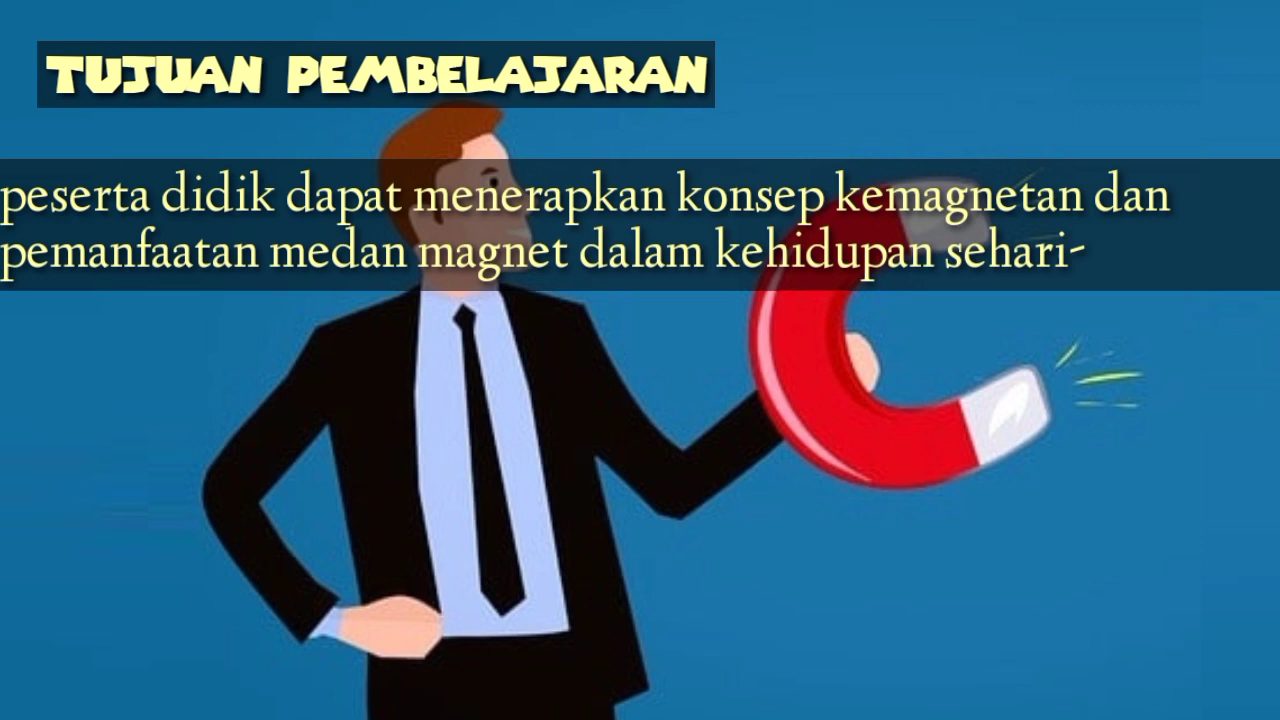 TUJUAN PEMBELAJARAN
peserta didik dapat menerapkan konsep kemagnetan dan
pemanfaatan medan magnet dalam kehidupan sehari-